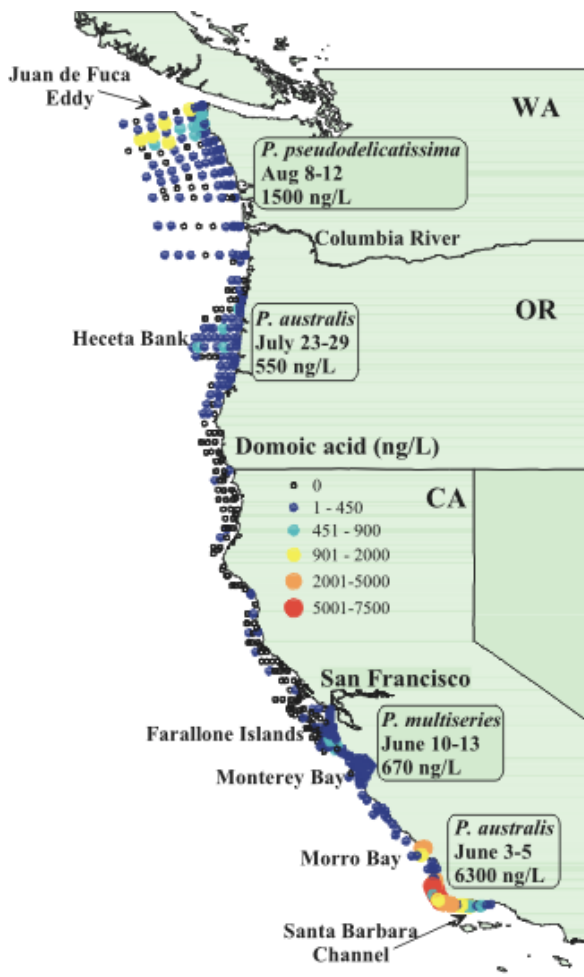 Juan de Fuca
Eddy
WA
P. pseudodelicatissima
Aug 8-12
1500 ng/L
Columbia River
OR
P. australis
July 23-29
550 ng/L
Heceta Bank
Domoic acid (ng/L)
CA
0
1 - 450
451 - 900
901 - 2000
2001-5000
5001-7500
San Francisco
P. multiseries
June 10-13
670 ng/L
Farallone Islands
Monterey Bay
P. australis
June 3-5
6300 ng/L
Morro Bay
Santa Barbara
Channel